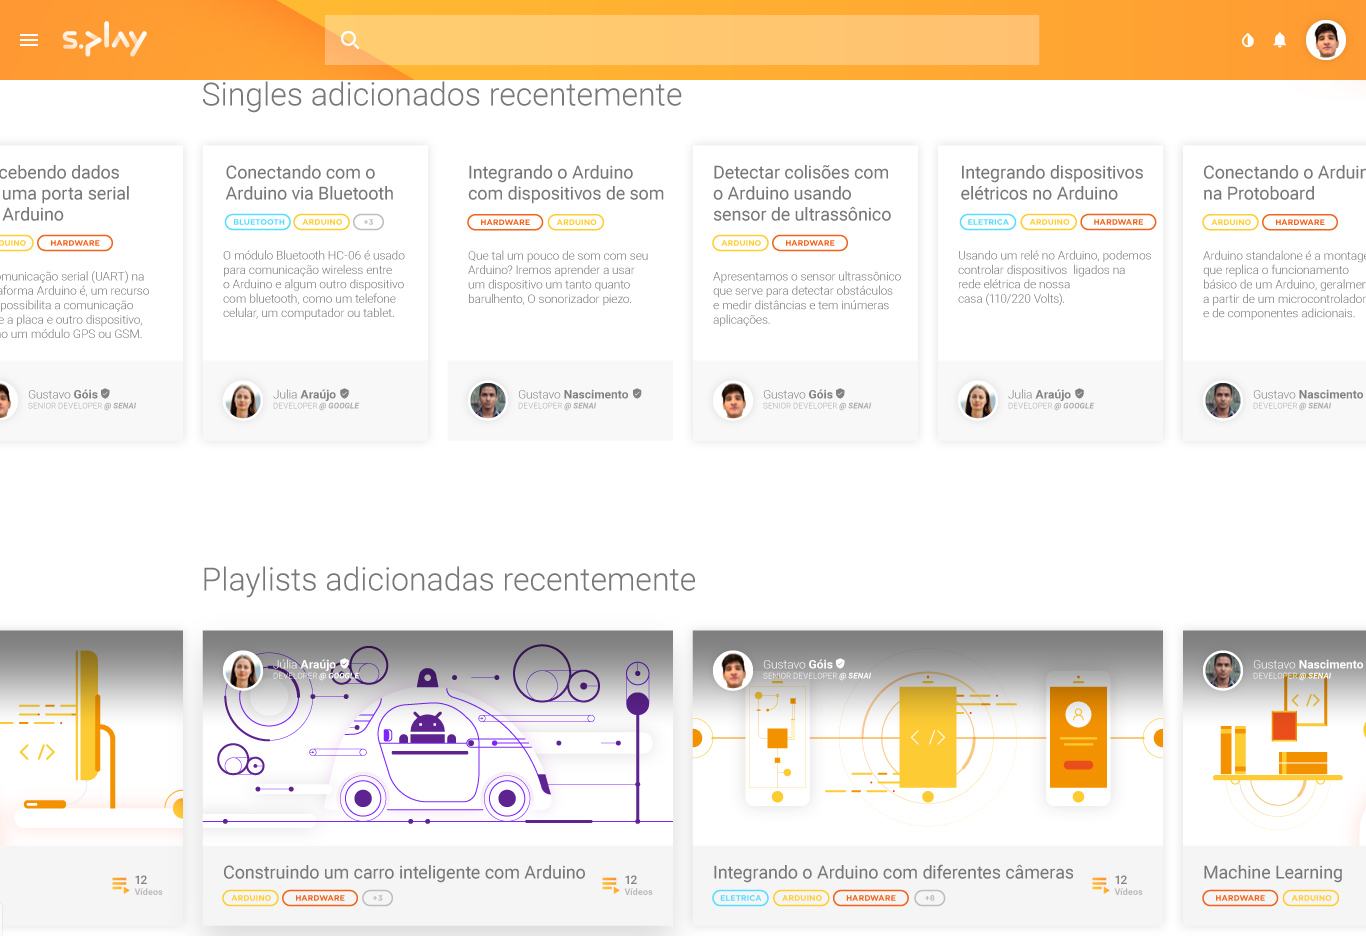 s.play
Singles adicionados recentemente
cebendo dados
uma porta serial
Arduino
HARDWARE
omunicação serial (UART) na
aforma Arduino é, um recurso
possibilita a comunicação
e a placa e outro dispositivo,
o um módulo GPS ou GSM.
Gustavo Góis
SENIOR DEVELOPER @ SENAI
Conectando com o
Arduino via Bluetooth
BLUETOOTH ARDUINO +3
O módulo Bluetooth HC-06 é usado
para comunicação wireless entre
o Arduino e algum outro dispositivo
com bluetooth, como um telefone
celular, um computador ou tablet.
Julia Araújo
DEVELOPER @ GOOGLE
Integrando o Arduino
com dispositivos de som
HARDWARE ARDUINO
Que tal um pouco de som com seu
Arduino? Iremos aprender a usar
um dispositivo um tanto quanto
barulhento, O sonorizador piezo.
Gustavo Nascimento
DEVELOPER @ SENAI
Detectar colisões com
o Arduino usando
sensor de ultrassônico
ARDUINO HARDWARE
Apresentamos o sensor ultrassônico
que serve para detectar obstáculos
e medir distâncias e tem inúmeras
aplicações.
Gustavo Góis
SENIOR DEVELOPER @ SENAI
Integrando dispositivos
elétricos no Arduino
ELETRICA ARDUINO HARDWARE
Usando um relé no Arduino, podemos
controlar dispositivos ligados na
rede elétrica de nossa
casa (110/220 Volts).
Julia Araújo
DEVELOPER @ GOOGLE
Conectando o Arduin
na Protoboard
ARDUINO HARDWARE
Arduino standalone é a montage
que replica o funcionamento
básico de um Arduino, geralmen
a partir de um microcontrolador
e de componentes adicionais.
Gustavo Nascimento
DEVELOPER @ SENAI
Playlists adicionadas recentemente
</>
12
Vídeos
Júlia Araújo
DEVELOPER @ GOOGLE
Construindo um carro inteligente com Arduino
ARDUINO HARDWARE +3
12
Vídeos
Gustavo Góis
SENIOR DEVELOPER @ SENAI
</>
Integrando o Arduino com diferentes câmeras
ELETRICA ARDUINO HARDWARE +8
12
Vídeos
Gustavo Nascimento
DEVELOPER @ SENAI
</>
Machine Learning
HARDWARE ARDUINO